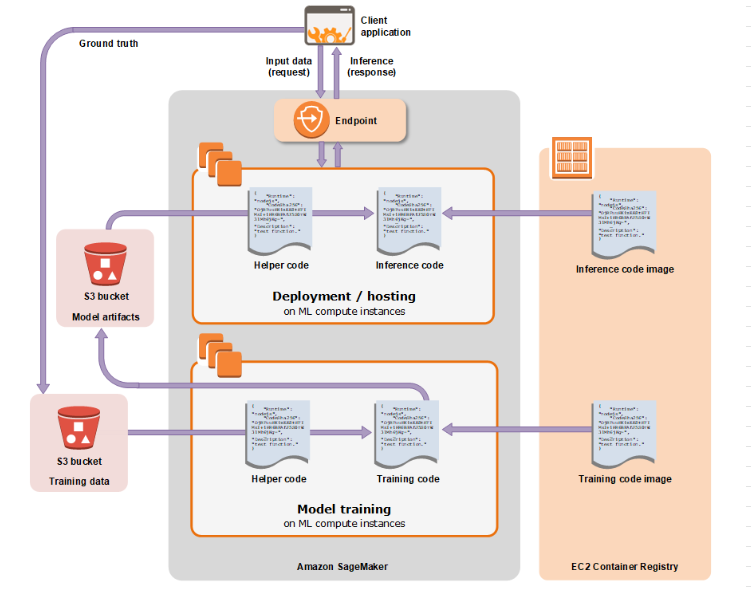 Client
application
Ground truth
Input data
(request)
Inference
(response)
Endpoint
Helper code
Inference code
Inference code image
Deployment / hosting
on ML compute instances
S3 bucket
Model artifacts
Helper code
Training code
Training code image
S3 bucket
Training data
Model training
on ML compute instances
Amazon SageMaker
EC2 Container Registry